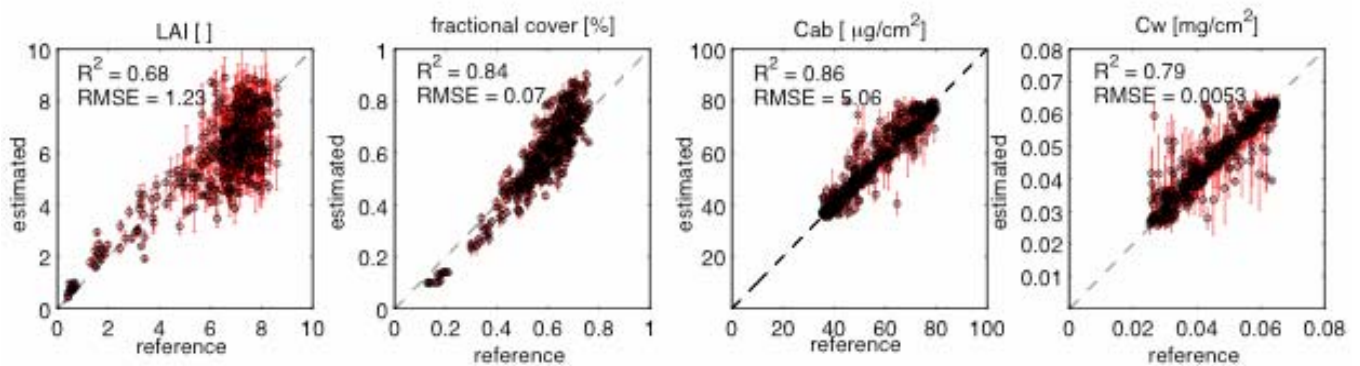 LAI [ ]
R² = 0.68
RMSE = 1.23
estimated
10
8
6
4
2
0
0 2 4 6 8 10
reference
fractional cover [%]
R² = 0.84
RMSE = 0.07
estimated
1
0.8
0.6
0.4
0.2
0
0 0.2 0.4 0.6 0.8 1
reference
Cab [ μg/cm²]
R² = 0.86
RMSE = 5.06
estimated
100
80
60
40
20
0 20 40 60 80 100
reference
Cw [mg/cm²]
R² = 0.79
RMSE = 0.0053
estimated
0.08
0.07
0.06
0.05
0.04
0.03
0.02
0.01
0 0.02 0.04 0.06 0.08
reference